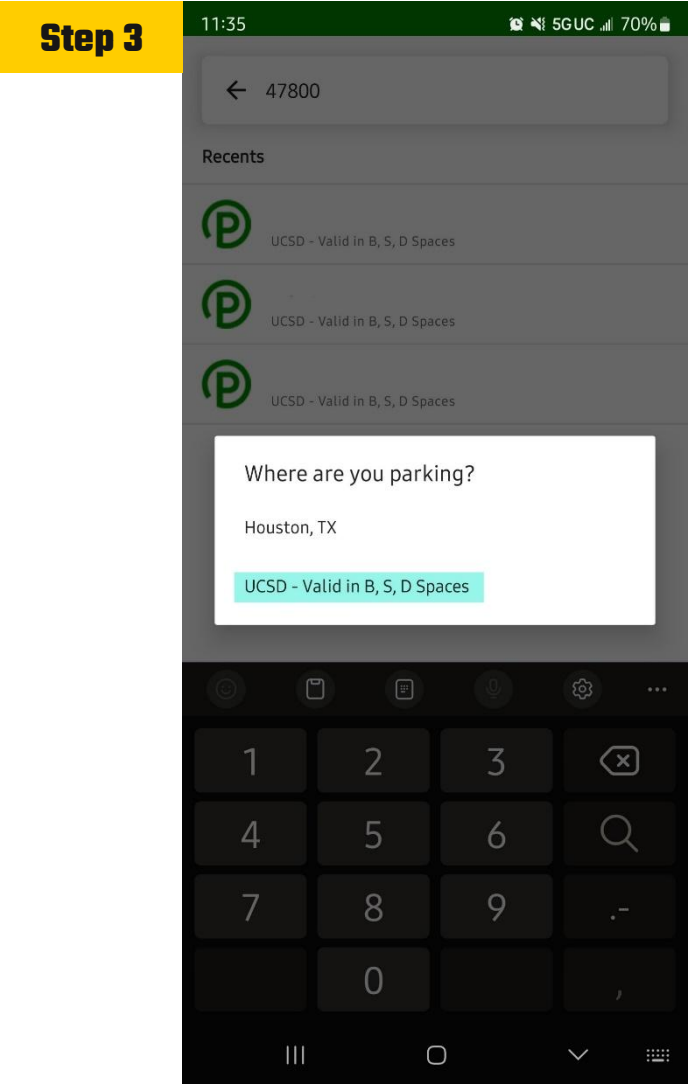 Step 3
11:35
5G UC 70%
47800
Recents
P
UCSD - Valid in B, S, D Spaces
P
UCSD - Valid in B, S, D Spaces
P
UCSD - Valid in B, S, D Spaces
Where are you parking?
Houston, TX
UCSD - Valid in B, S, D Spaces
1 2 3
4 5 6
7 8 9 .-
0 ,